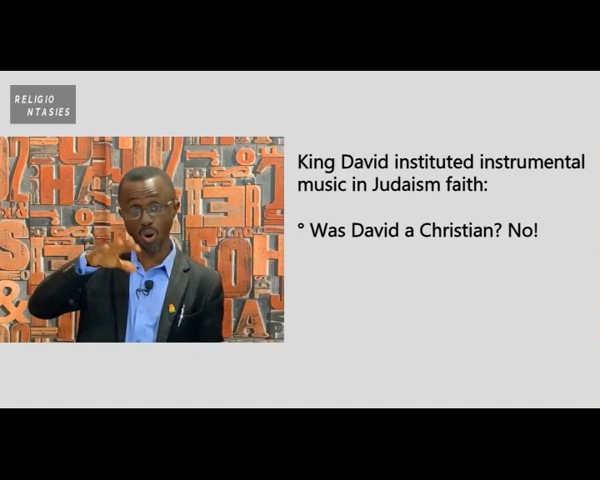 RELIGIO
NTASIES
King David instituted instrumental
music in Judaism faith:
° Was David a Christian? No!